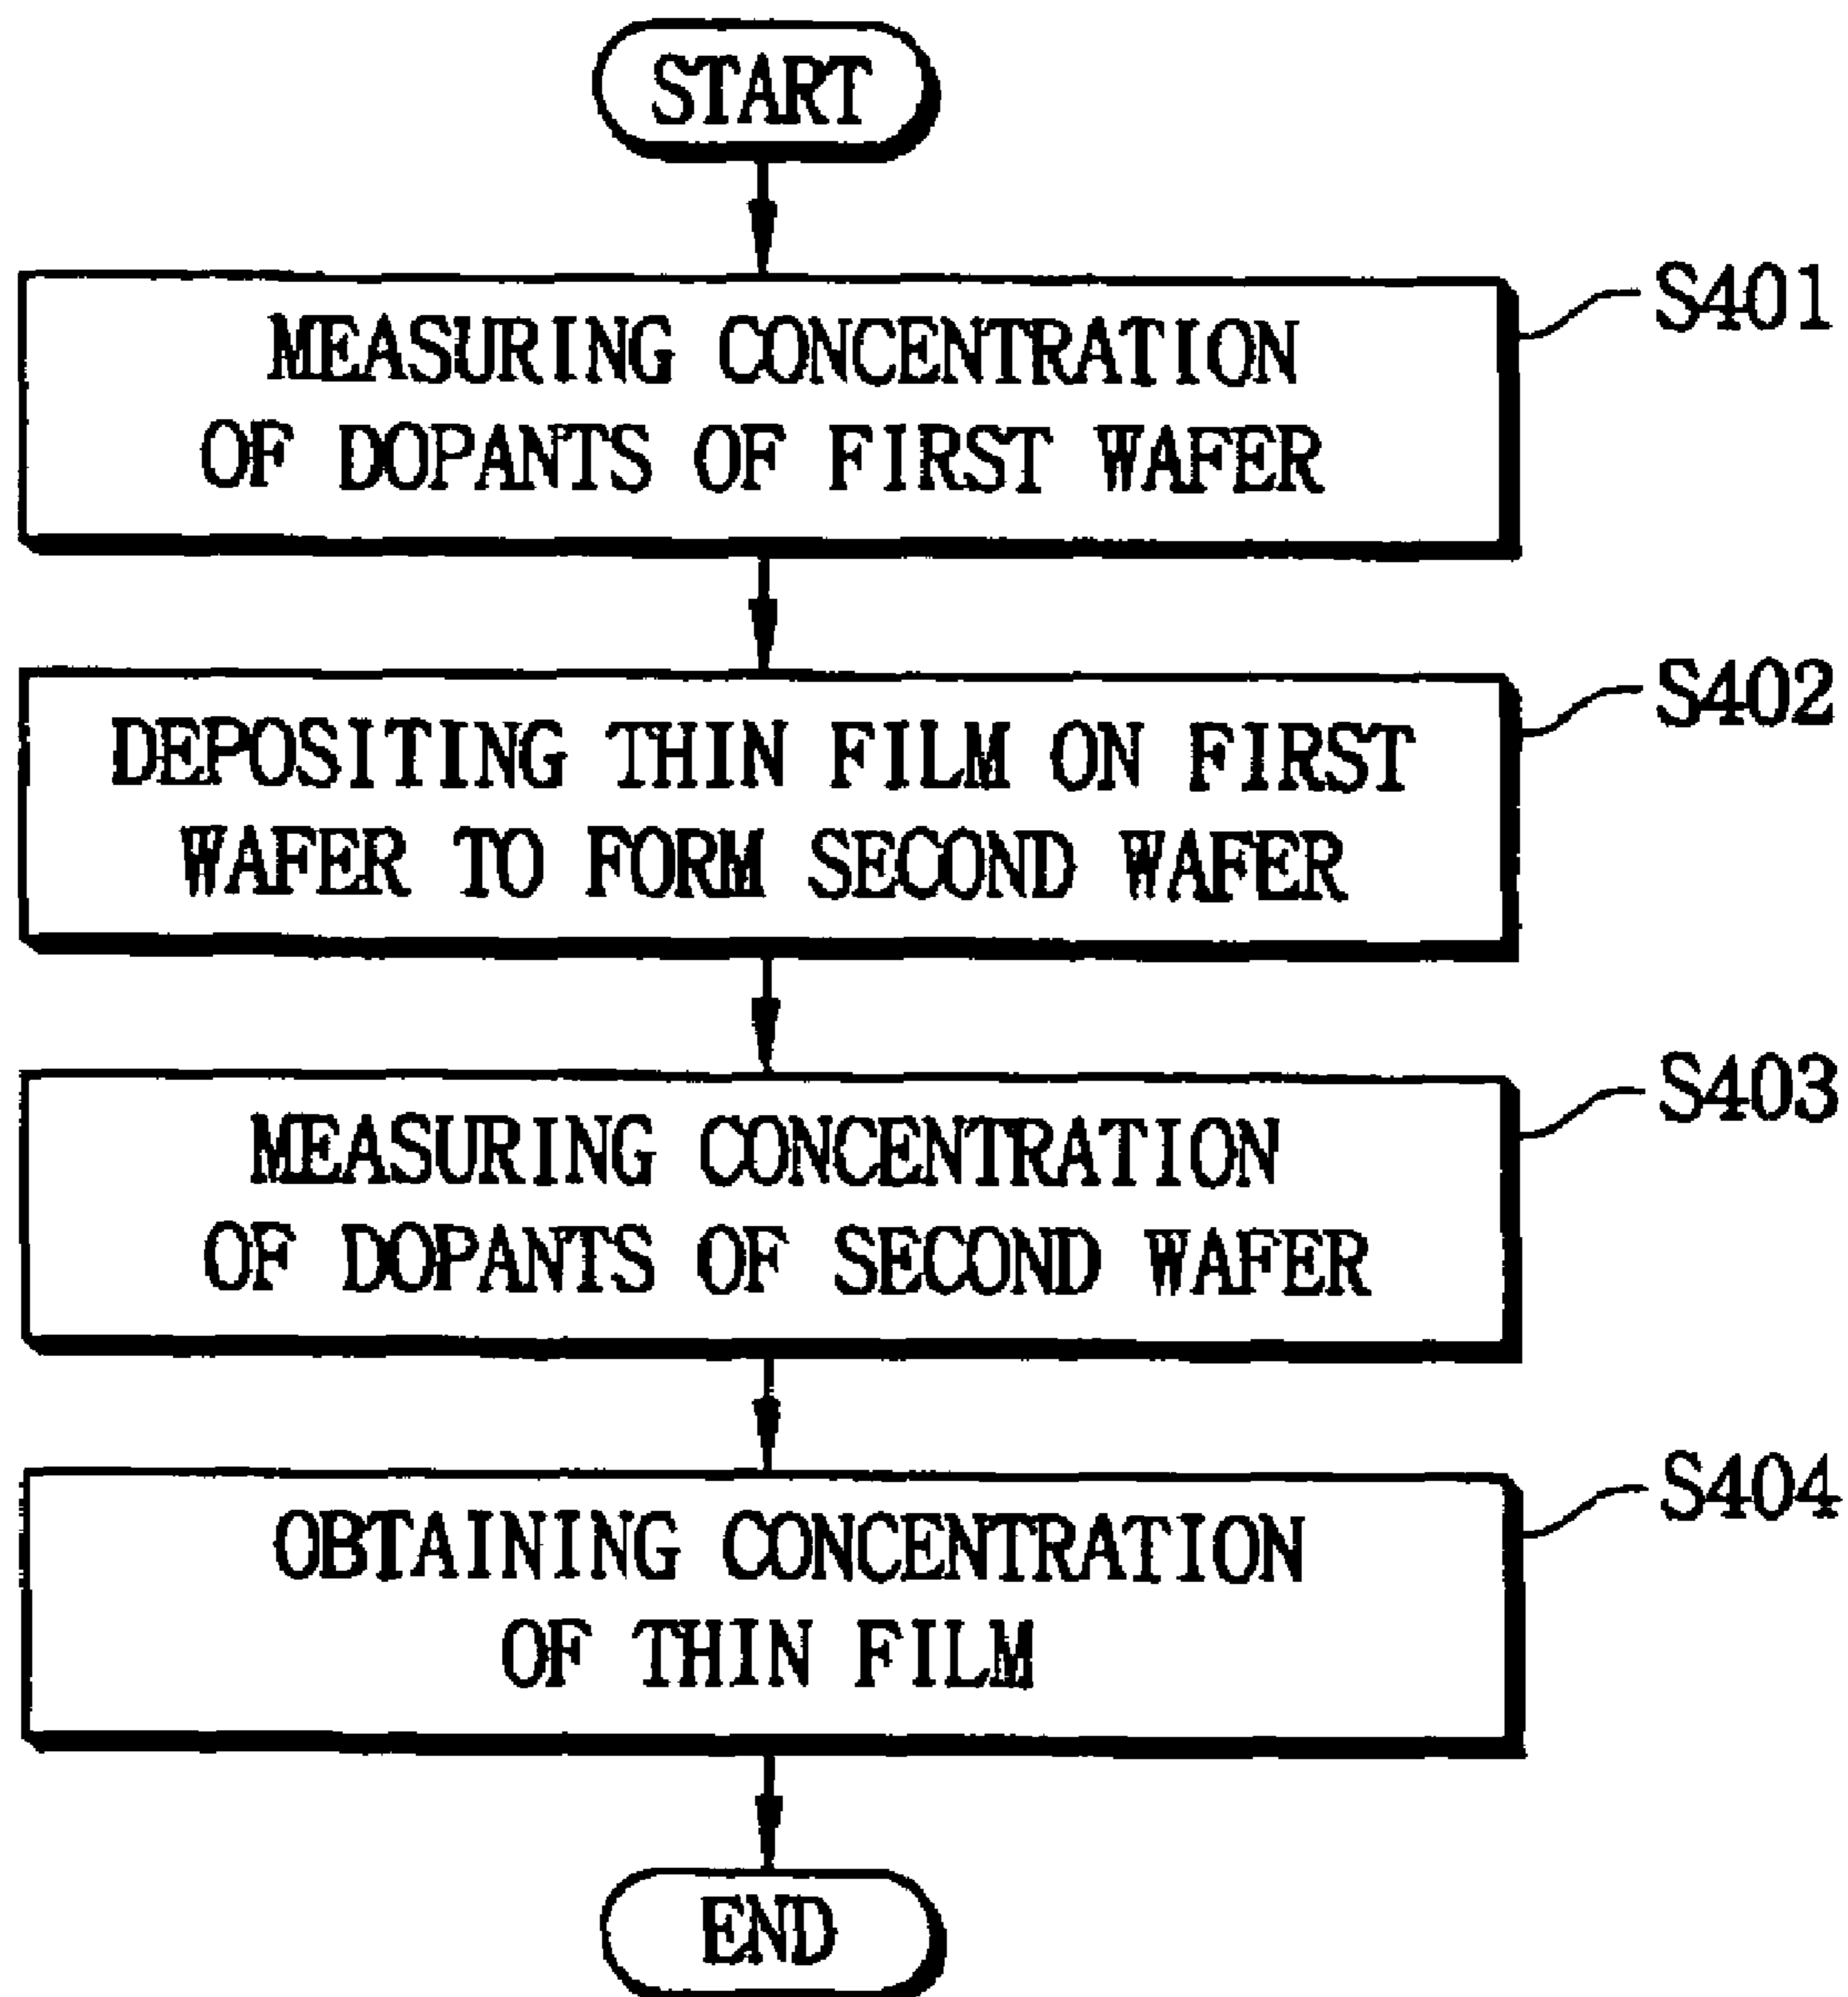 START
S401
MEASURING CONCENTRATION
OF DOPANTS OF FIRST WAFER
S402
DEPOSITING THIN FILM ON FIRST
WAFER TO FORM SECOND WAFER
S403
MEASURING CONCENTRATION
OF DOPANTS OF SECOND WAFER
S404
OBTAINING CONCENTRATION
OF THIN FILM
END